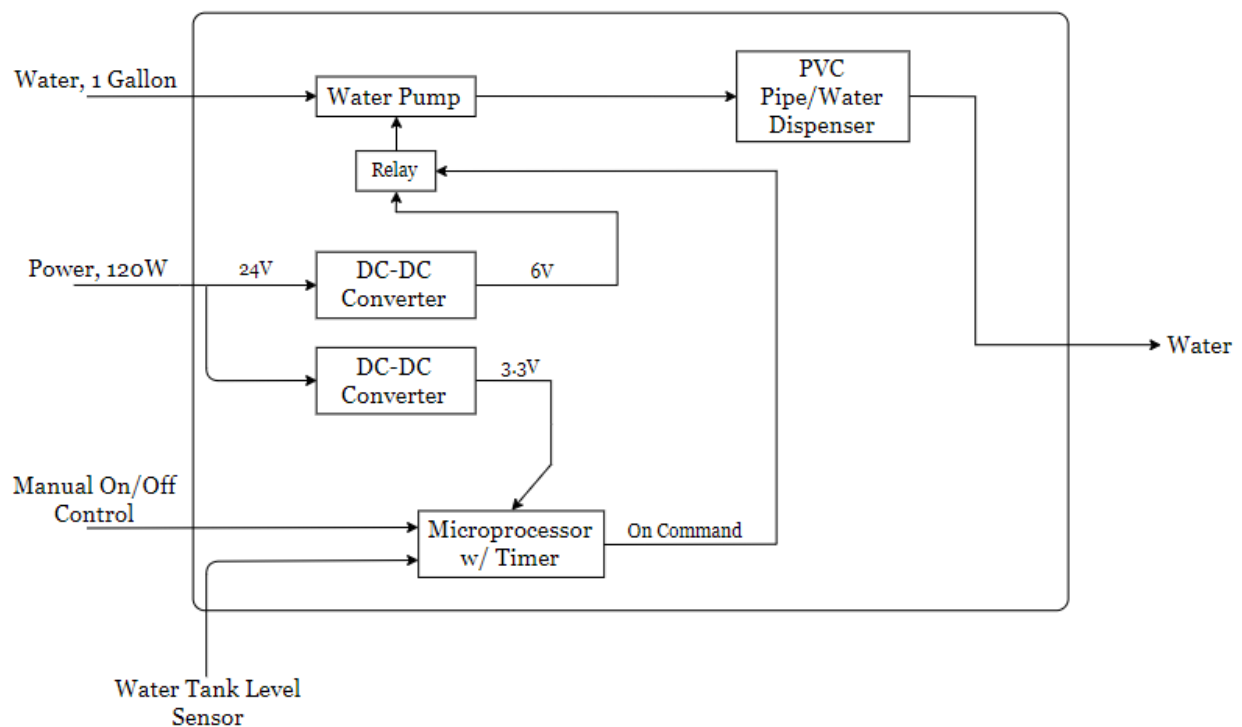 Water, 1 Gallon
Water Pump
PVC
Pipe/Water
Dispenser
Relay
Power, 120W
24V
DC-DC
Converter
6V
Water
DC-DC
Converter
3.3V
Manual On/Off
Control
Microprocessor
w/ Timer
On Command
Water Tank Level
Sensor